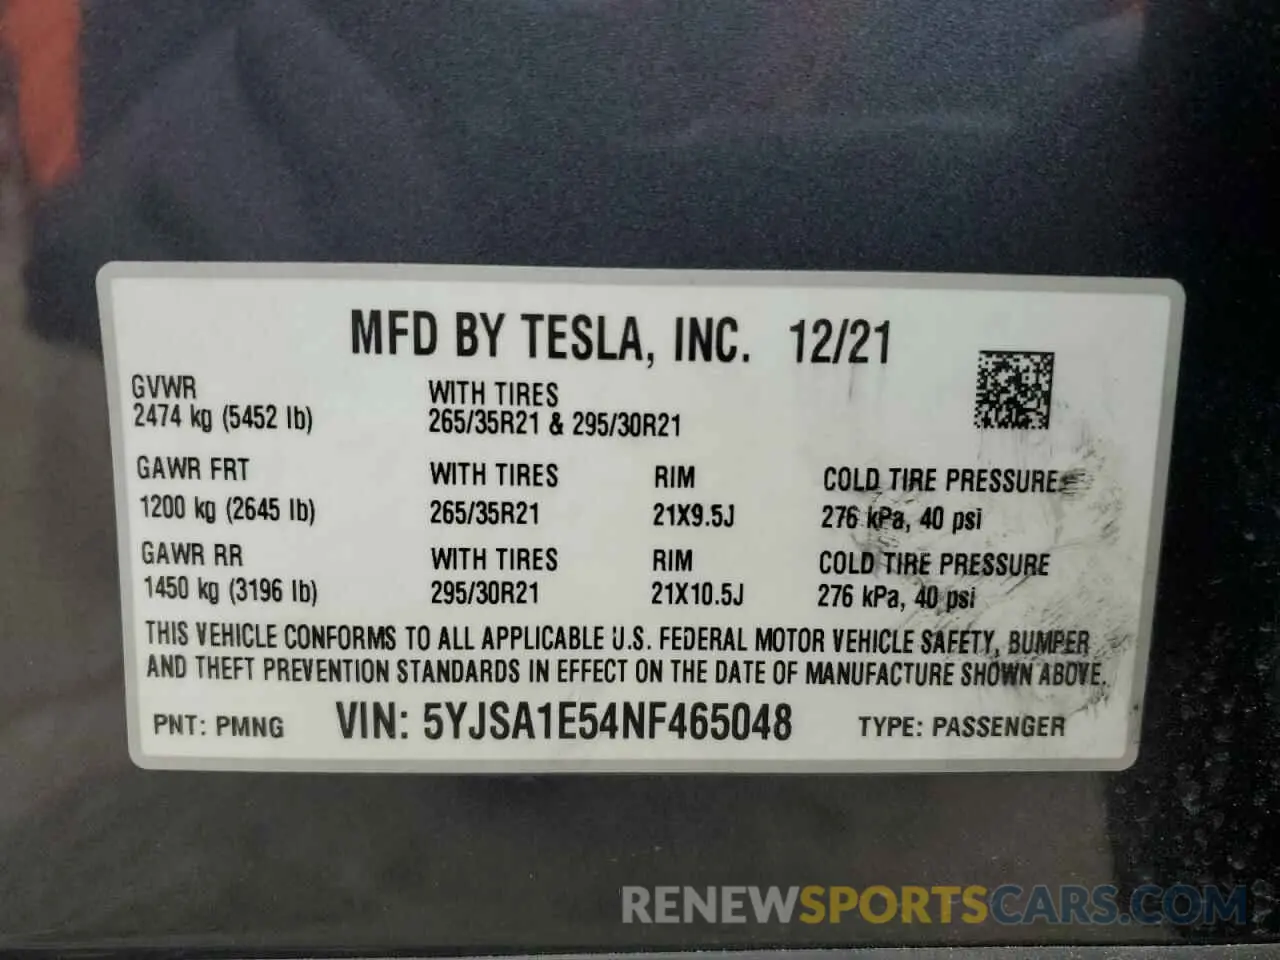 MFD BY TESLA, INC. 12/21
GVWR WITH TIRES
2474 kg (5452 lb) 265/35R21 & 295/30R21
GAWR FRT WITH TIRES RIM COLD TIRE PRESSURE
1200 kg (2645 lb) 265/35R21 21X9.5J 276 kPa, 40 psi
GAWR RR WITH TIRES RIM COLD TIRE PRESSURE
1450 kg (3196 lb) 295/30R21 21X10.5J 276 kPa, 40 psi
THIS VEHICLE CONFORMS TO ALL APPLICABLE U.S. FEDERAL MOTOR VEHICLE SAFETY, BUMPER
AND THEFT PREVENTION STANDARDS IN EFFECT ON THE DATE OF MANUFACTURE SHOWN ABOVE.
PNT: PMNG VIN: 5YJSA1E54NF465048 TYPE: PASSENGER
RENEWSPORTSCARS.COM